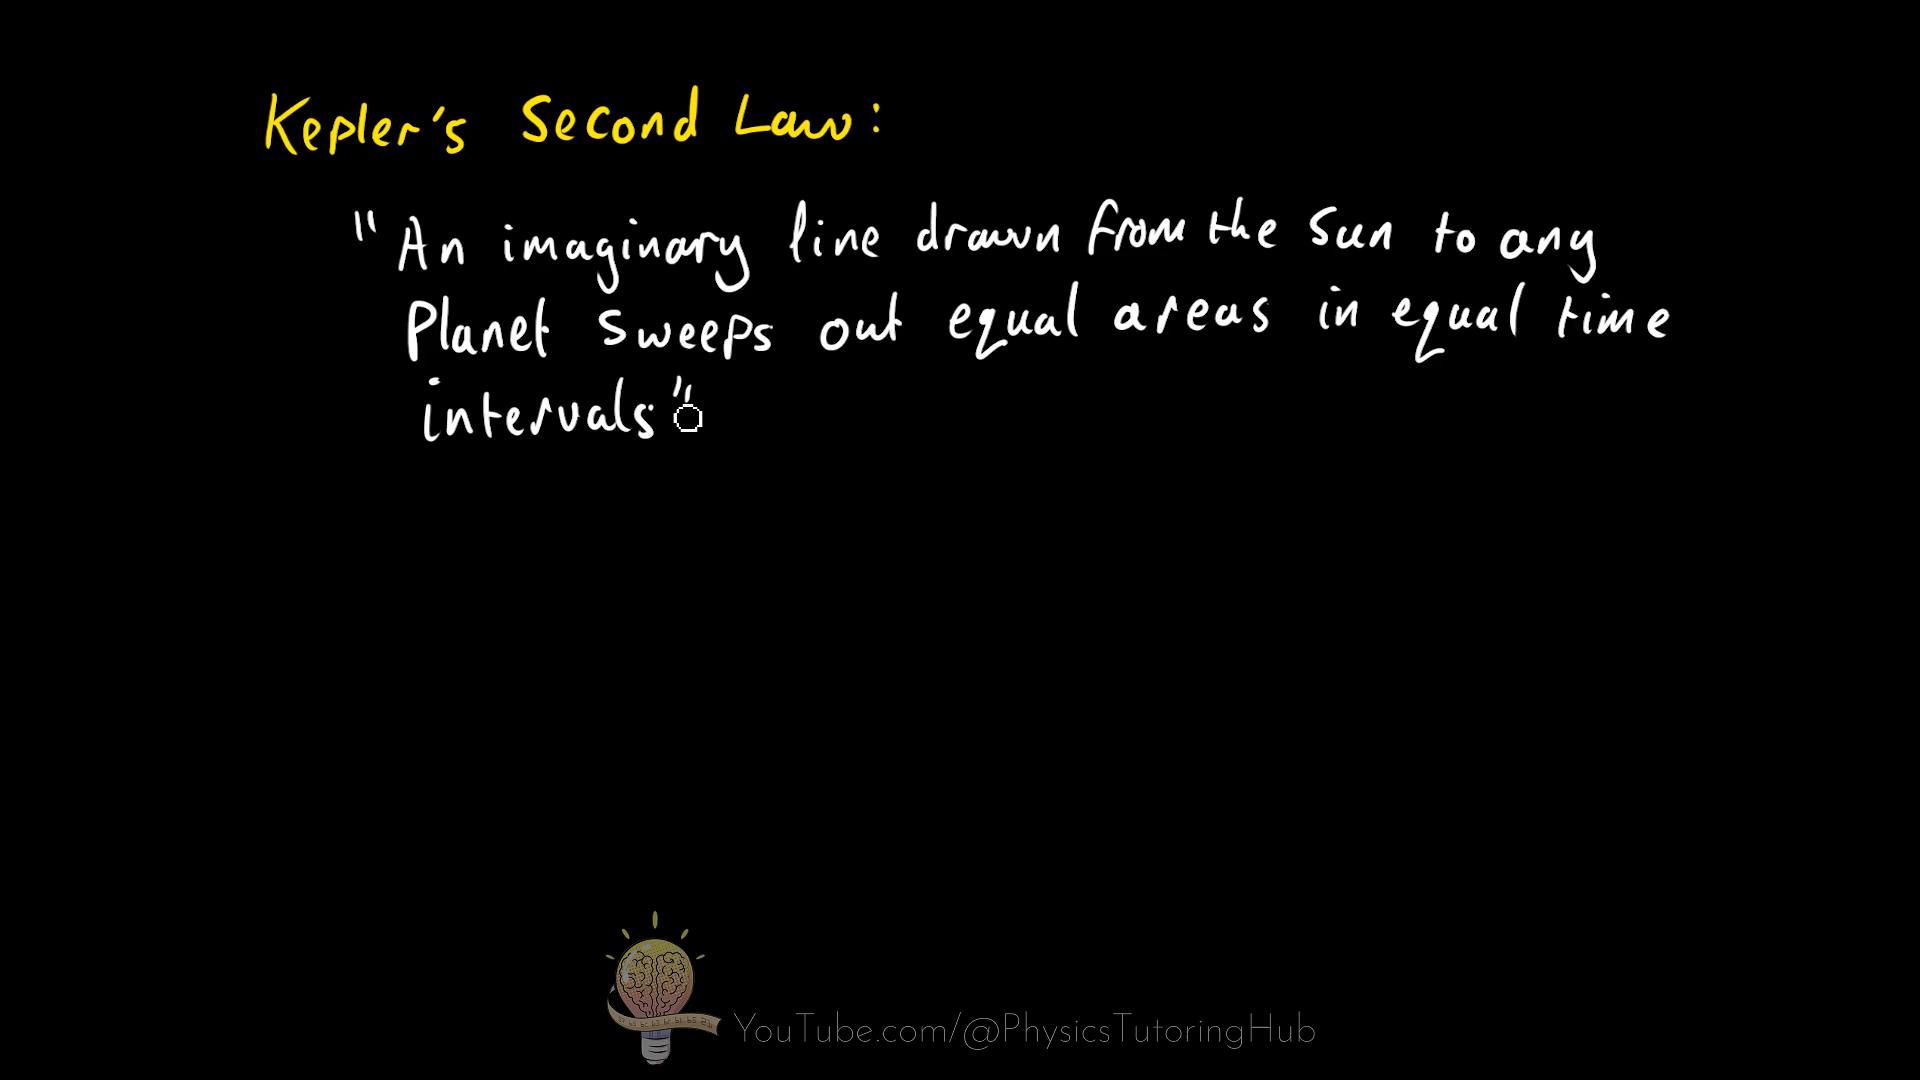 Kepler's Second Law:
"An imaginary line drawn from the Sun to any
Planet sweeps out equal areas in equal time
intervals"
YouTube.com/@PhysicsTutoringHub